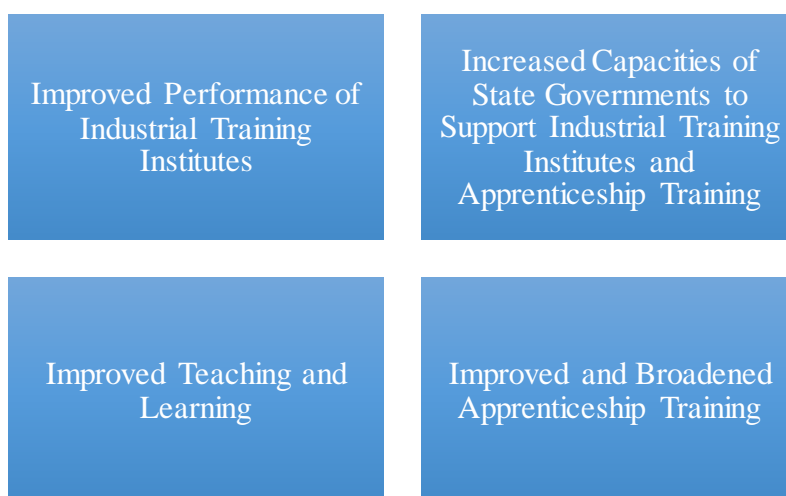 Improved Performance of
Industrial Training
Institutes
Increased Capacities of
State Governments to
Support Industrial Training
Institutes and
Apprenticeship Training
Improved Teaching and
Learning
Improved and Broadened
Apprenticeship Training